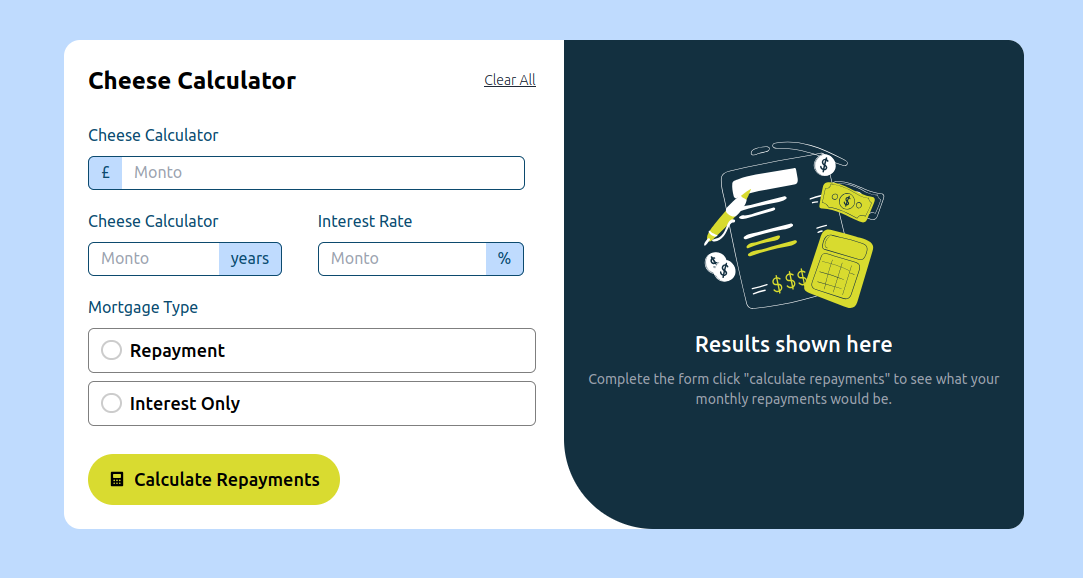 Cheese Calculator
Clear All
Cheese Calculator
£ Monto
Cheese Calculator
Interest Rate
Monto years
Monto %
Mortgage Type
Repayment
Interest Only
Calculate Repayments
$
$
$
$
$$$
Results shown here
Complete the form click "calculate repayments" to see what your
monthly repayments would be.